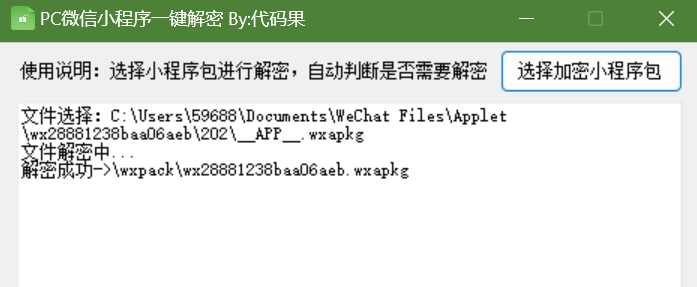 PC微信小程序一键解密 By:代码果
使用说明：选择小程序包进行解密，自动判断是否需要解密
选择加密小程序包
文件选择：C:\Users\59688\Documents\WeChat Files\Applet
\wx28881238baa06aeb\202\__APP__.wxapkg
文件解密中...
解密成功->\wxpack\wx28881238baa06aeb.wxapkg